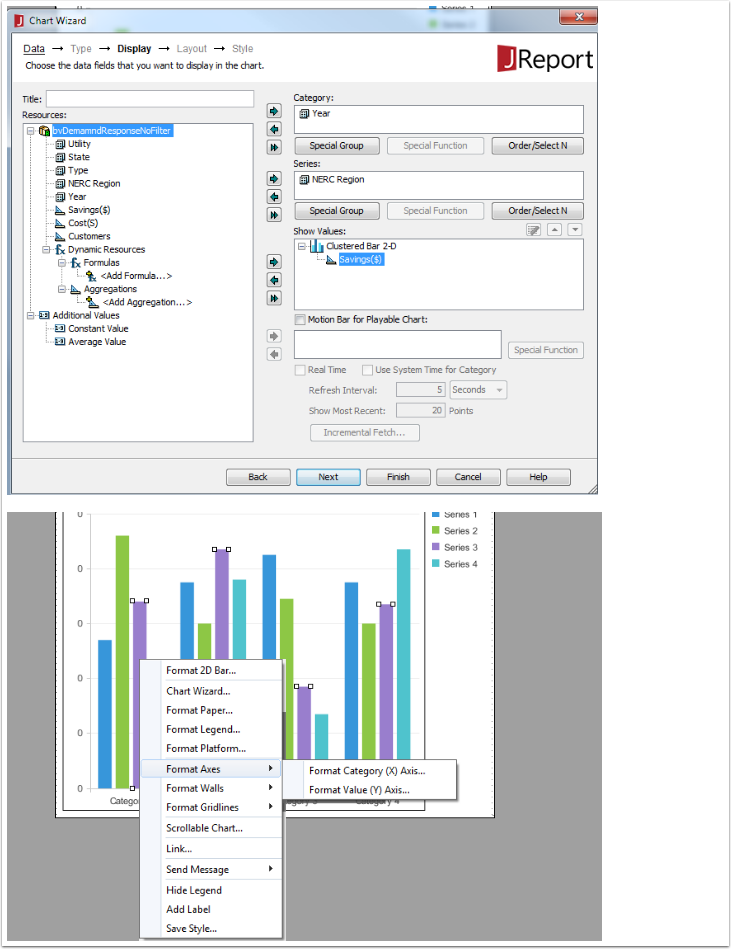 Chart Wizard
Data → Type → Display → Layout → Style
Choose the data fields that you want to display in the chart.
JReport
Title:
Resources:
bvDemamndResponseNoFilter
Utility
State
Type
NERC Region
Year
Savings($)
Cost(S)
Customers
Dynamic Resources
Formulas
<Add Formula...>
Aggregations
<Add Aggregation...>
Additional Values
Constant Value
Average Value
Category:
Year
Special Group Special Function Order/Select N
Series:
NERC Region
Special Group Special Function Order/Select N
Show Values:
Clustered Bar 2-D
Savings($)
Motion Bar for Playable Chart:
Special Function
Real Time Use System Time for Category
Refresh Interval: 5 Seconds
Show Most Recent: 20 Points
Incremental Fetch...
Back Next Finish Cancel Help
0
0
0
0
0
0
Series 1
Series 2
Series 3
Series 4
Format 2D Bar...
Chart Wizard...
Format Paper...
Format Legend...
Format Platform...
Format Axes
Format Category (X) Axis...
Format Walls
Format Value (Y) Axis...
Format Gridlines
Category 4
Scrollable Chart...
Link...
Send Message
Hide Legend
Add Label
Save Style...